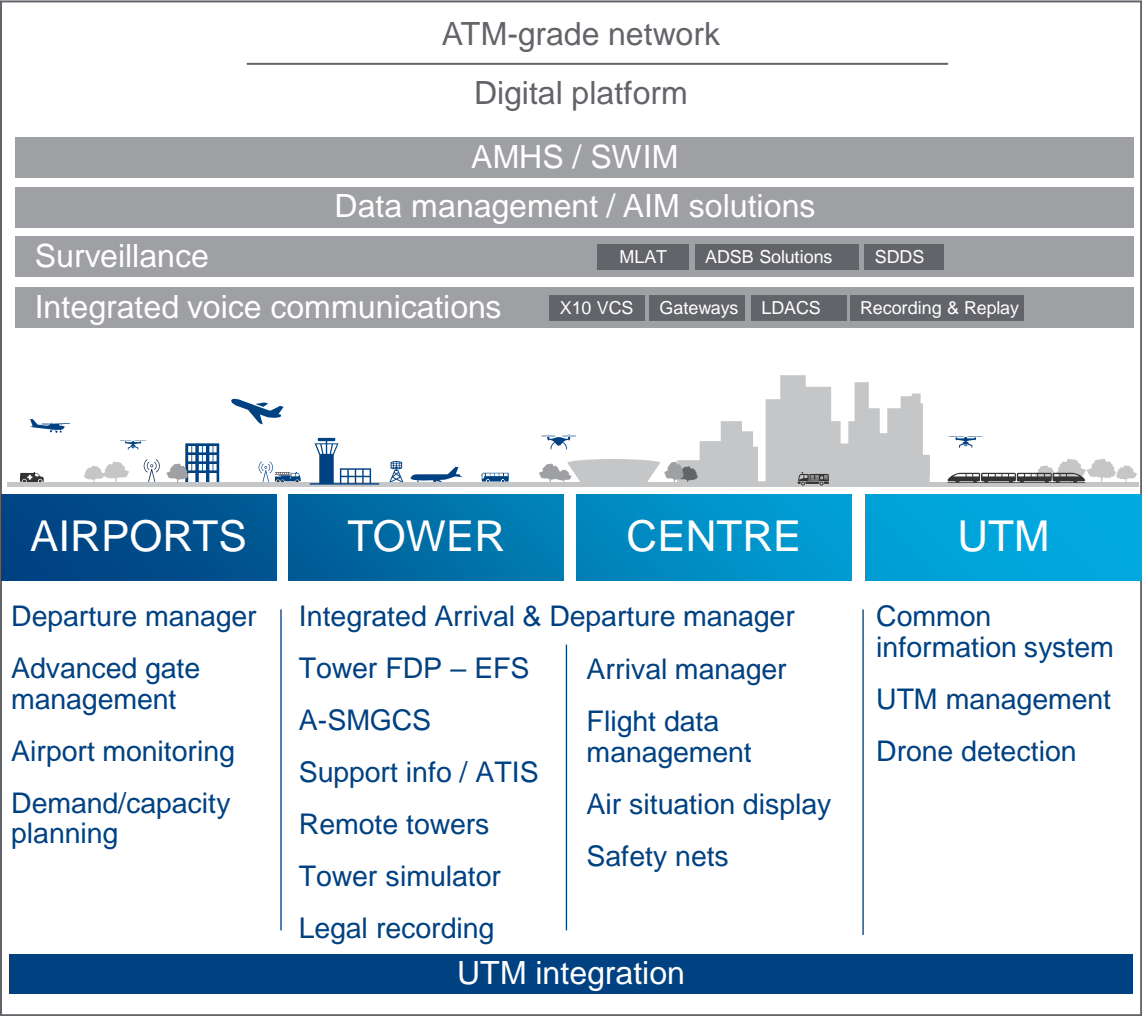 ATM-grade network
Digital platform
AMHS / SWIM
Data management / AIM solutions
Surveillance
MLAT
ADSB Solutions
SDDS
Integrated voice communications
X10 VCS
Gateways
LDACS
Recording & Replay
AIRPORTS
TOWER
CENTRE
UTM
Departure manager
Advanced gate
management
Airport monitoring
Demand/capacity
planning
Integrated Arrival & Departure manager
Tower FDP – EFS
A-SMGCS
Support info / ATIS
Remote towers
Tower simulator
Legal recording
Arrival manager
Flight data
management
Air situation display
Safety nets
Common
information system
UTM management
Drone detection
UTM integration